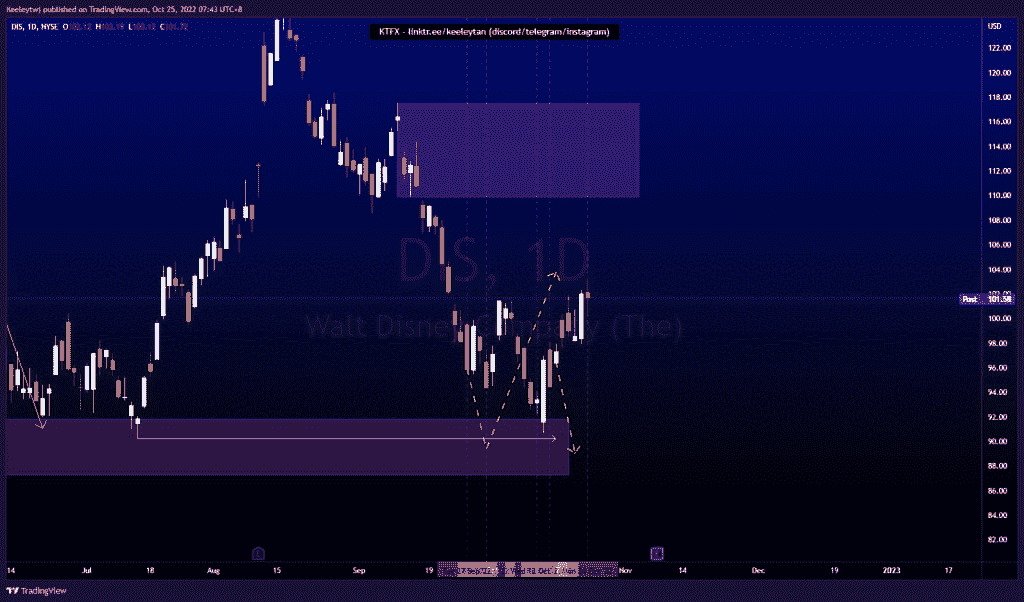 Keeleytwj published on TradingView.com, Oct 25, 2022 07:43 UTC+8
DIS, 1D, NYSE
KTFX - linktr.ee/keeleytan (discord/telegram/instagram)
USD
122.00
120.00
118.00
116.00
114.00
112.00
110.00
108.00
106.00
104.00
102.00
Post 101.58
100.00
98.00
96.00
94.00
92.00
90.00
88.00
86.00
84.00
82.00
DIS, 1D
Walt Disney Company (The)
14 Jul 18 Aug Sep 19 Nov 14 Dec 19 2023 17
TradingView